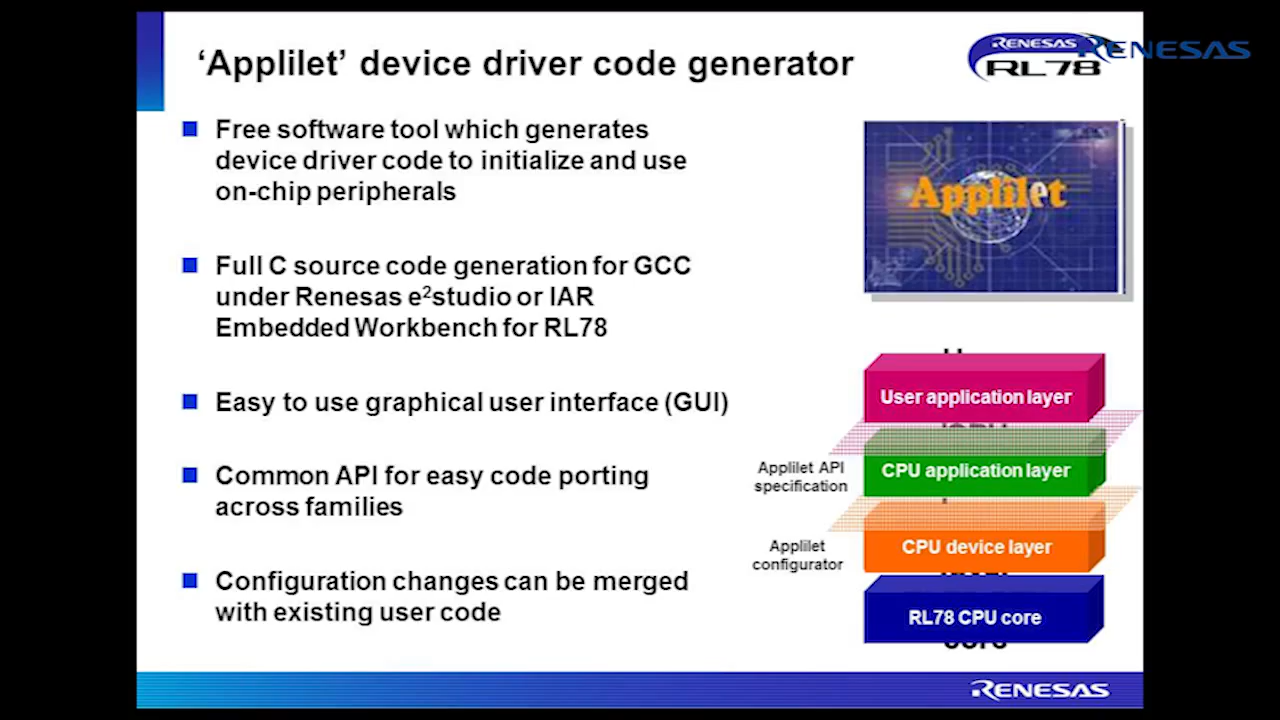 'Applilet' device driver code generator
RENESAS
RL78
RENESAS
Free software tool which generates
device driver code to initialize and use
on-chip peripherals
Applilet
Full C source code generation for GCC
under Renesas e²studio or IAR
Embedded Workbench for RL78
Easy to use graphical user interface (GUI)
Common API for easy code porting
across families
Configuration changes can be merged
with existing user code
User application layer
Applilet API
specification
CPU application layer
Applilet
configurator
CPU device layer
RL78 CPU core
RENESAS